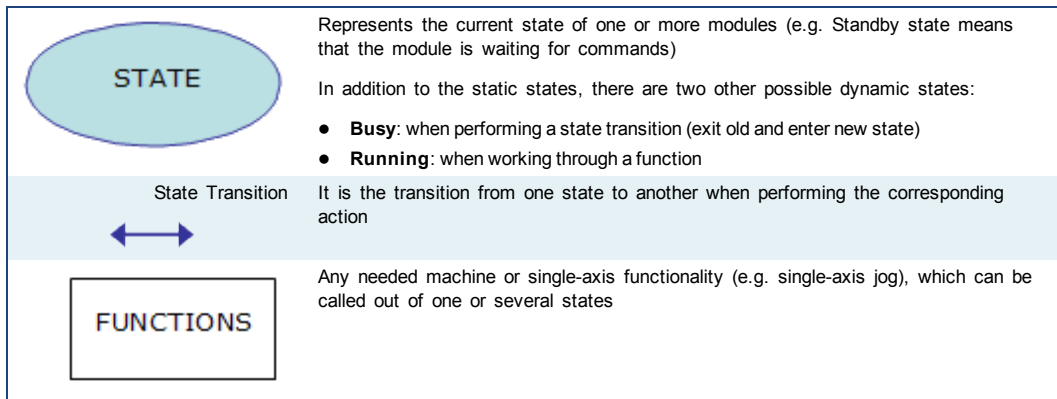 STATE
Represents the current state of one or more modules (e.g. Standby state means
that the module is waiting for commands)
In addition to the static states, there are two other possible dynamic states:
● Busy: when performing a state transition (exit old and enter new state)
● Running: when working through a function
State Transition
It is the transition from one state to another when performing the corresponding
action
FUNCTIONS
Any needed machine or single-axis functionality (e.g. single-axis jog), which can be
called out of one or several states